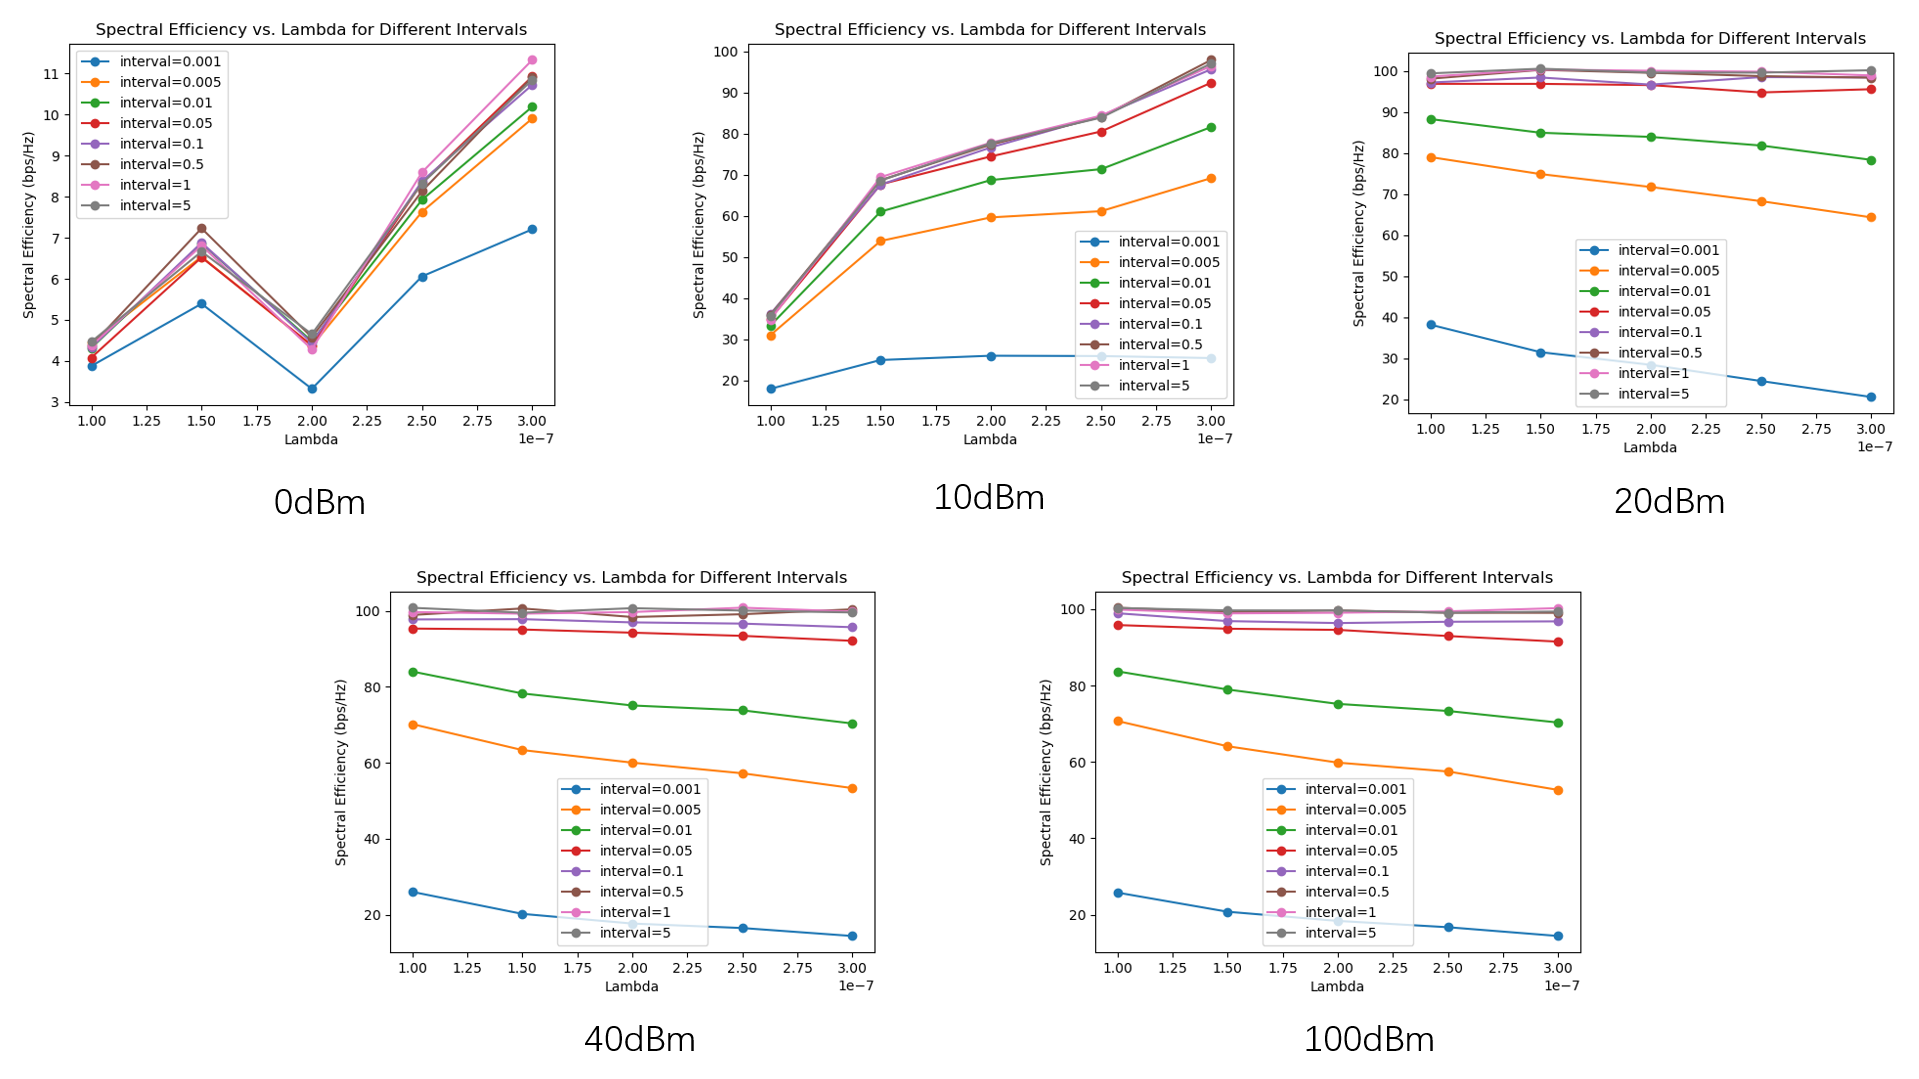 Spectral Efficiency vs. Lambda for Different Intervals
Spectral Efficiency (bps/Hz)
11
10
9
8
7
6
5
4
3
interval=0.001
interval=0.005
interval=0.01
interval=0.05
interval=0.1
interval=0.5
interval=1
interval=5
1.00 1.25 1.50 1.75 2.00 2.25 2.50 2.75 3.00
Lambda
1e−7
0dBm
Spectral Efficiency vs. Lambda for Different Intervals
Spectral Efficiency (bps/Hz)
100
90
80
70
60
50
40
30
20
interval=0.001
interval=0.005
interval=0.01
interval=0.05
interval=0.1
interval=0.5
interval=1
interval=5
1.00 1.25 1.50 1.75 2.00 2.25 2.50 2.75 3.00
Lambda
1e−7
10dBm
Spectral Efficiency vs. Lambda for Different Intervals
Spectral Efficiency (bps/Hz)
100
90
80
70
60
50
40
30
20
interval=0.001
interval=0.005
interval=0.01
interval=0.05
interval=0.1
interval=0.5
interval=1
interval=5
1.00 1.25 1.50 1.75 2.00 2.25 2.50 2.75 3.00
Lambda
1e−7
20dBm
Spectral Efficiency vs. Lambda for Different Intervals
Spectral Efficiency (bps/Hz)
100
80
60
40
20
interval=0.001
interval=0.005
interval=0.01
interval=0.05
interval=0.1
interval=0.5
interval=1
interval=5
1.00 1.25 1.50 1.75 2.00 2.25 2.50 2.75 3.00
Lambda
1e−7
40dBm
Spectral Efficiency vs. Lambda for Different Intervals
Spectral Efficiency (bps/Hz)
100
80
60
40
20
interval=0.001
interval=0.005
interval=0.01
interval=0.05
interval=0.1
interval=0.5
interval=1
interval=5
1.00 1.25 1.50 1.75 2.00 2.25 2.50 2.75 3.00
Lambda
1e−7
100dBm